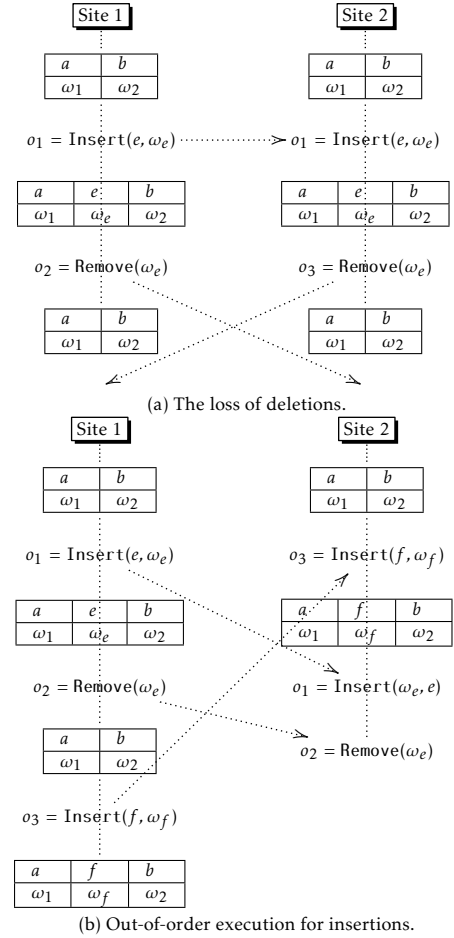 Site 1 Site 2
a b a b
ω1 ω2 ω1 ω2
o1 = Insert(e, ωe) o1 = Insert(e, ωe)
a e b a e b
ω1 ωe ω2 ω1 ωe ω2
o2 = Remove(ωe) o3 = Remove(ωe)
a b a b
ω1 ω2 ω1 ω2
(a) The loss of deletions.
Site 1 Site 2
a b a b
ω1 ω2 ω1 ω2
o1 = Insert(e, ωe) o3 = Insert(f, ωf)
a e b a f b
ω1 ωe ω2 ω1 ωf ω2
o2 = Remove(ωe) o1 = Insert(ωe, e)
a b
ω1 ω2 o2 = Remove(ωe)
o3 = Insert(f, ωf)
a f b
ω1 ωf ω2
(b) Out-of-order execution for insertions.